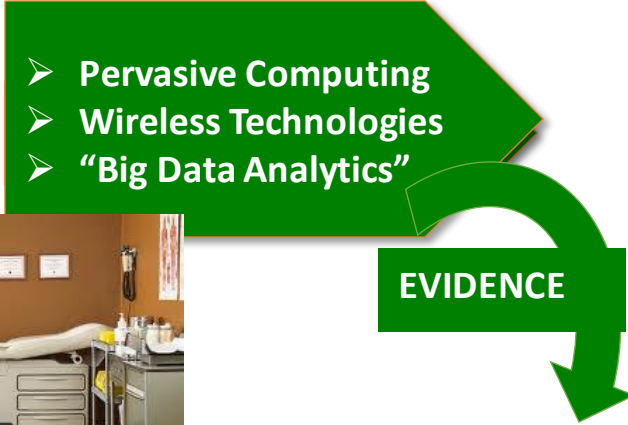 ➢ Pervasive Computing
➢ Wireless Technologies
➢ “Big Data Analytics”
EVIDENCE